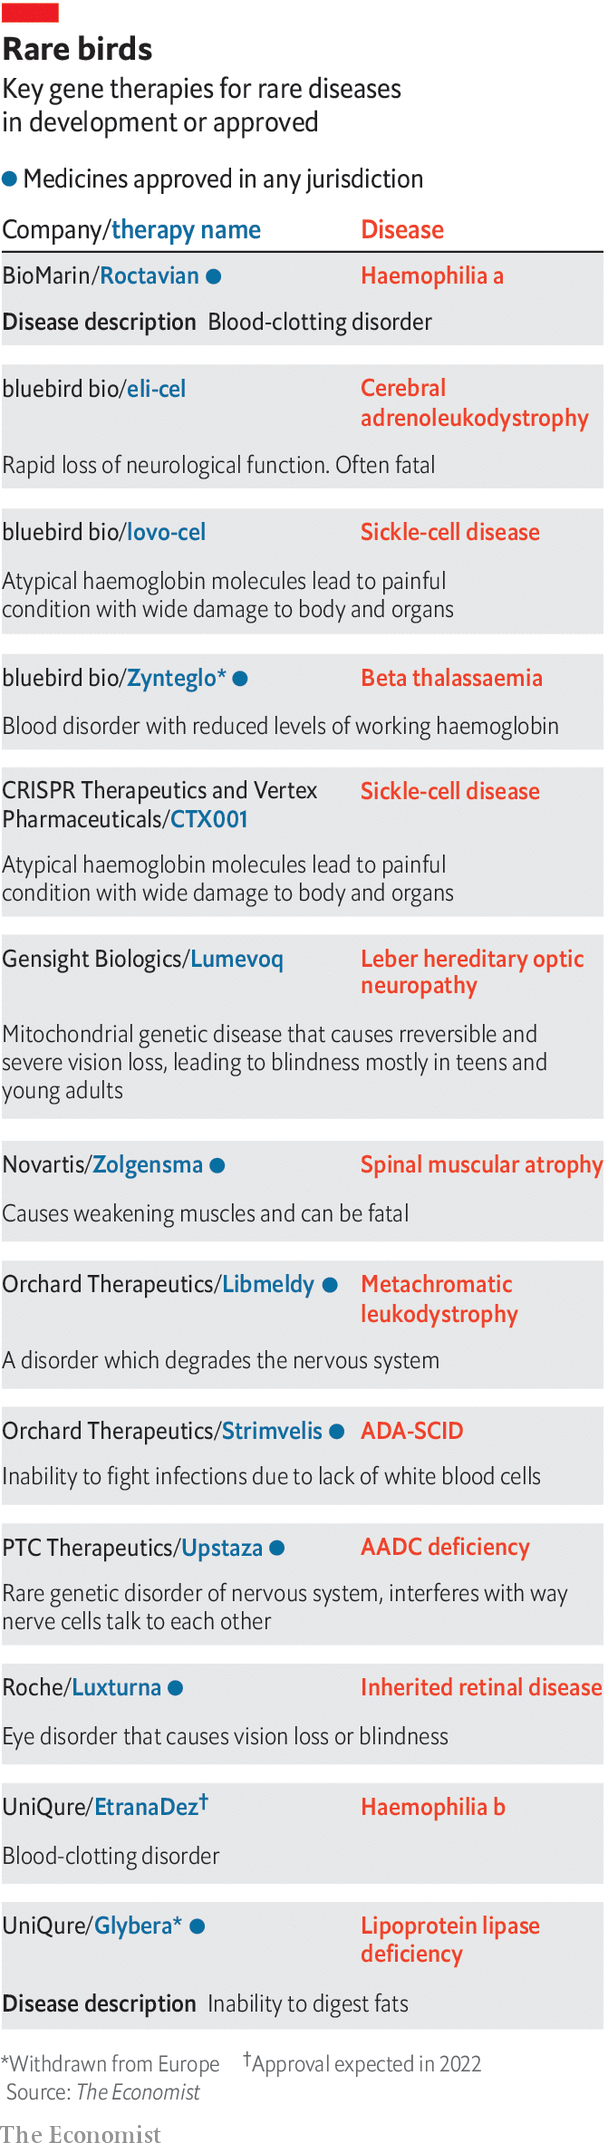 Rare birds
Key gene therapies for rare diseases
in development or approved
● Medicines approved in any jurisdiction
Company/therapy name Disease
BioMarin/Roctavian ● Haemophilia a
Disease description Blood-clotting disorder
bluebird bio/eli-cel Cerebral
adrenoleukodystrophy
Rapid loss of neurological function. Often fatal
bluebird bio/lovo-cel Sickle-cell disease
Atypical haemoglobin molecules lead to painful
condition with wide damage to body and organs
bluebird bio/Zynteglo* ● Beta thalassaemia
Blood disorder with reduced levels of working haemoglobin
CRISPR Therapeutics and Vertex Sickle-cell disease
Pharmaceuticals/CTX001
Atypical haemoglobin molecules lead to painful
condition with wide damage to body and organs
Gensight Biologics/Lumevoq Leber hereditary optic
neuropathy
Mitochondrial genetic disease that causes rreversible and
severe vision loss, leading to blindness mostly in teens and
young adults
Novartis/Zolgensma ● Spinal muscular atrophy
Causes weakening muscles and can be fatal
Orchard Therapeutics/Libmeldy ● Metachromatic
leukodystrophy
A disorder which degrades the nervous system
Orchard Therapeutics/Strimvelis ● ADA-SCID
Inability to fight infections due to lack of white blood cells
PTC Therapeutics/Upstaza ● AADC deficiency
Rare genetic disorder of nervous system, interferes with way
nerve cells talk to each other
Roche/Luxturna ● Inherited retinal disease
Eye disorder that causes vision loss or blindness
UniQure/EtranaDez† Haemophilia b
Blood-clotting disorder
UniQure/Glybera* ● Lipoprotein lipase
deficiency
Disease description Inability to digest fats
*Withdrawn from Europe †Approval expected in 2022
Source: The Economist
The Economist